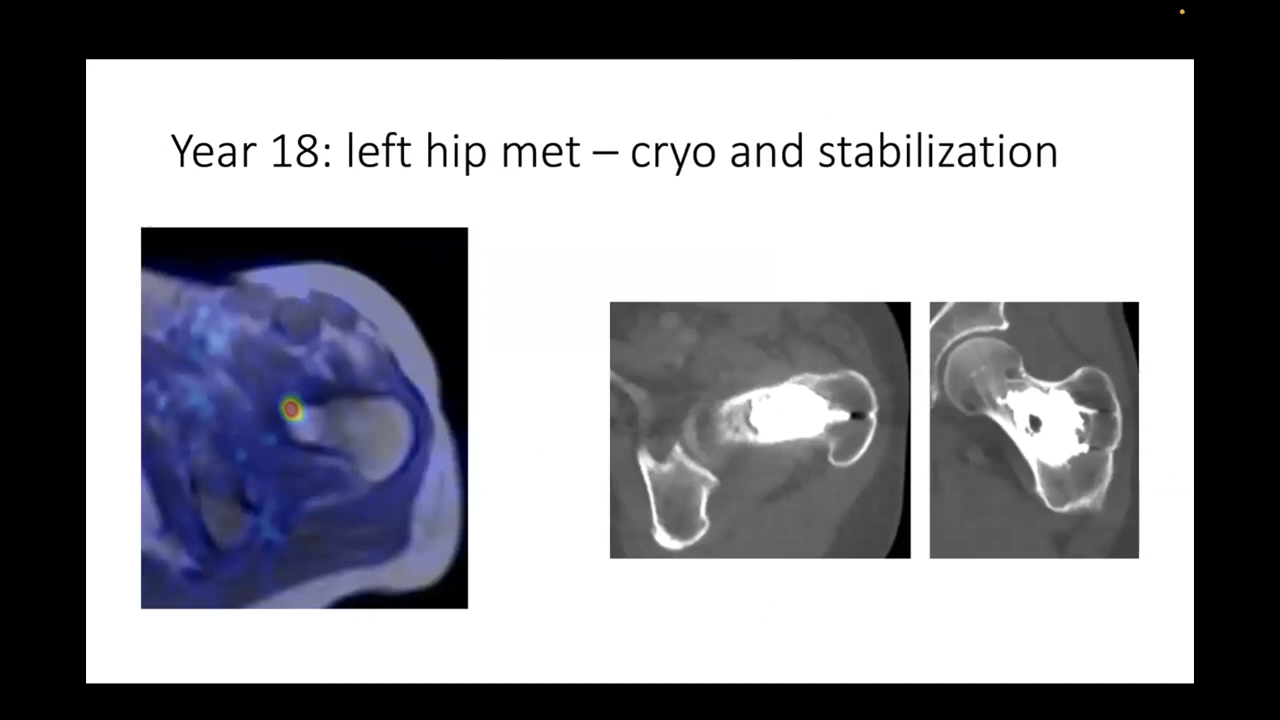 Year 18: left hip met – cryo and stabilization